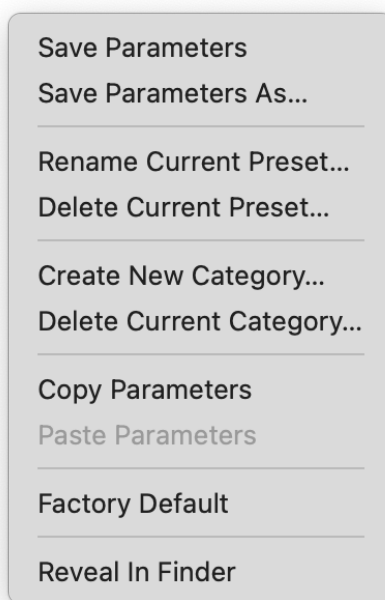 Save Parameters
Save Parameters As...
Rename Current Preset...
Delete Current Preset...
Create New Category...
Delete Current Category...
Copy Parameters
Paste Parameters
Factory Default
Reveal In Finder